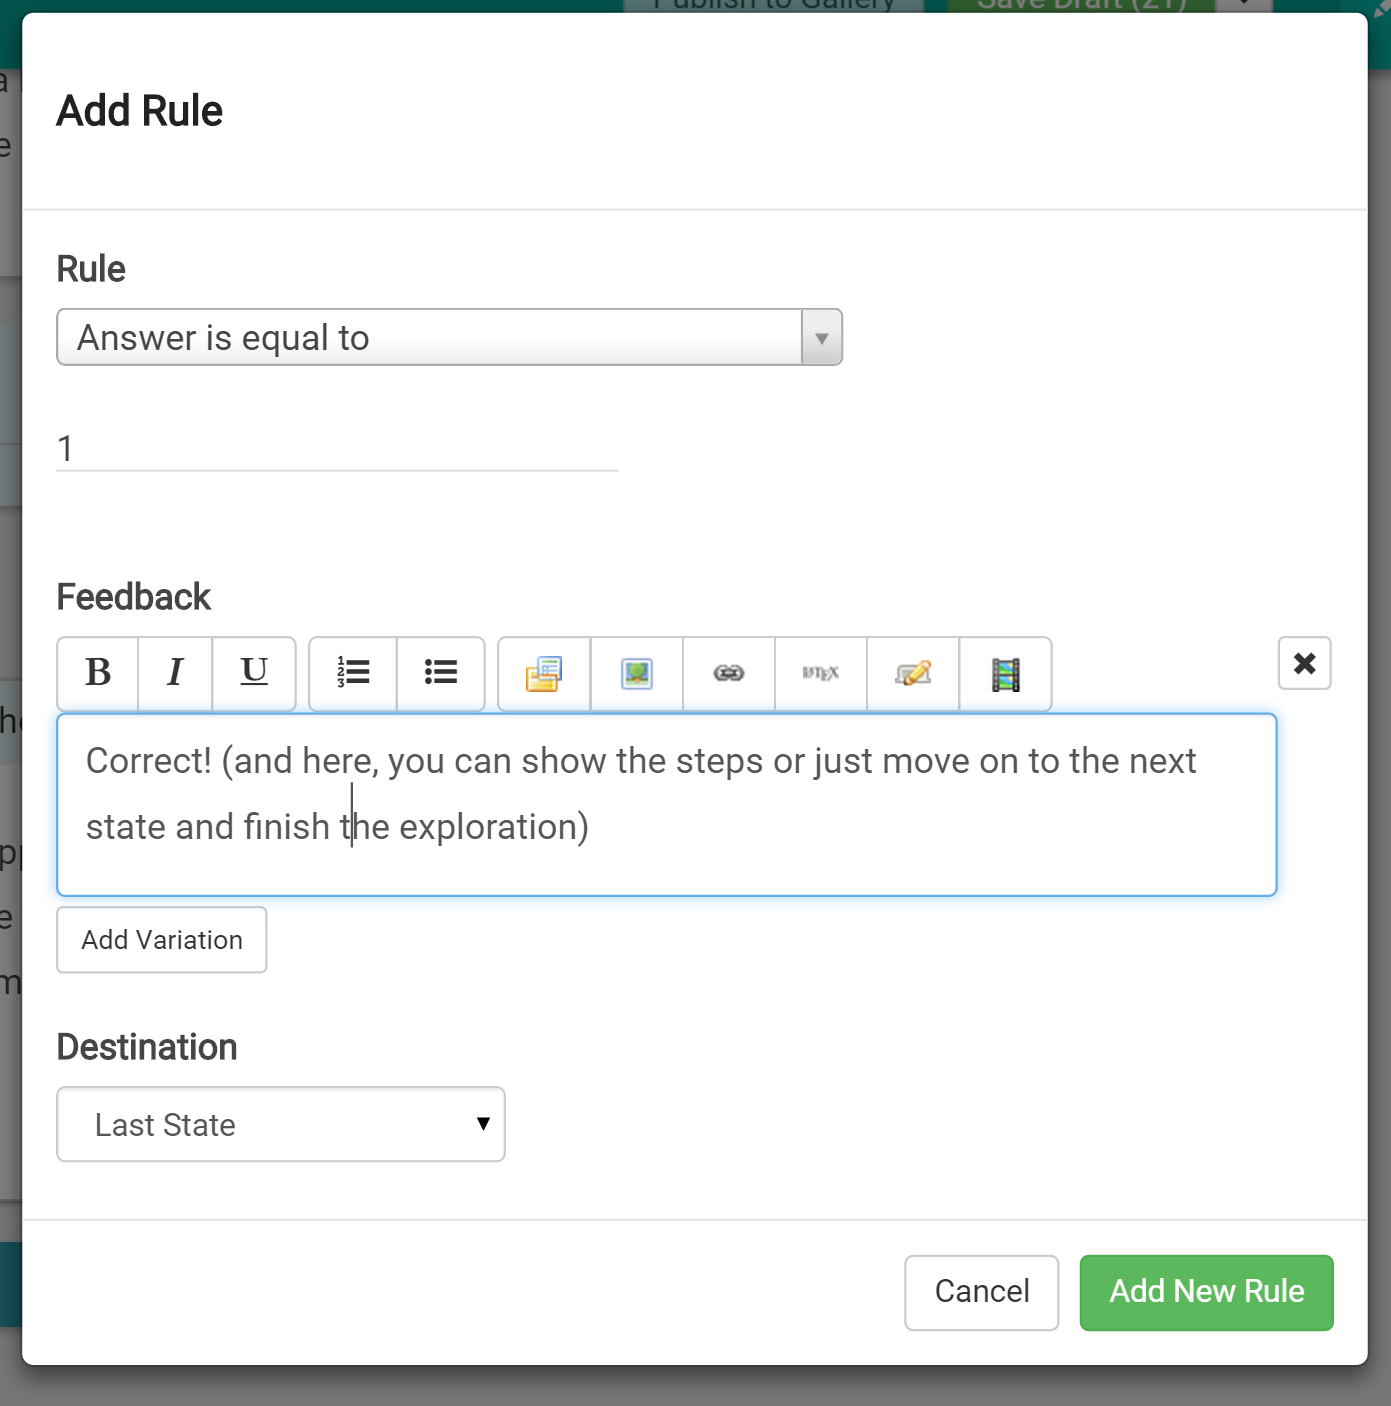 Publish to Gallery
Save Draft (21)
Add Rule
Rule
Answer is equal to
1
Feedback
B I U
LATEX
Correct! (and here, you can show the steps or just move on to the next
state and finish the exploration)
Add Variation
Destination
Last State
Cancel
Add New Rule